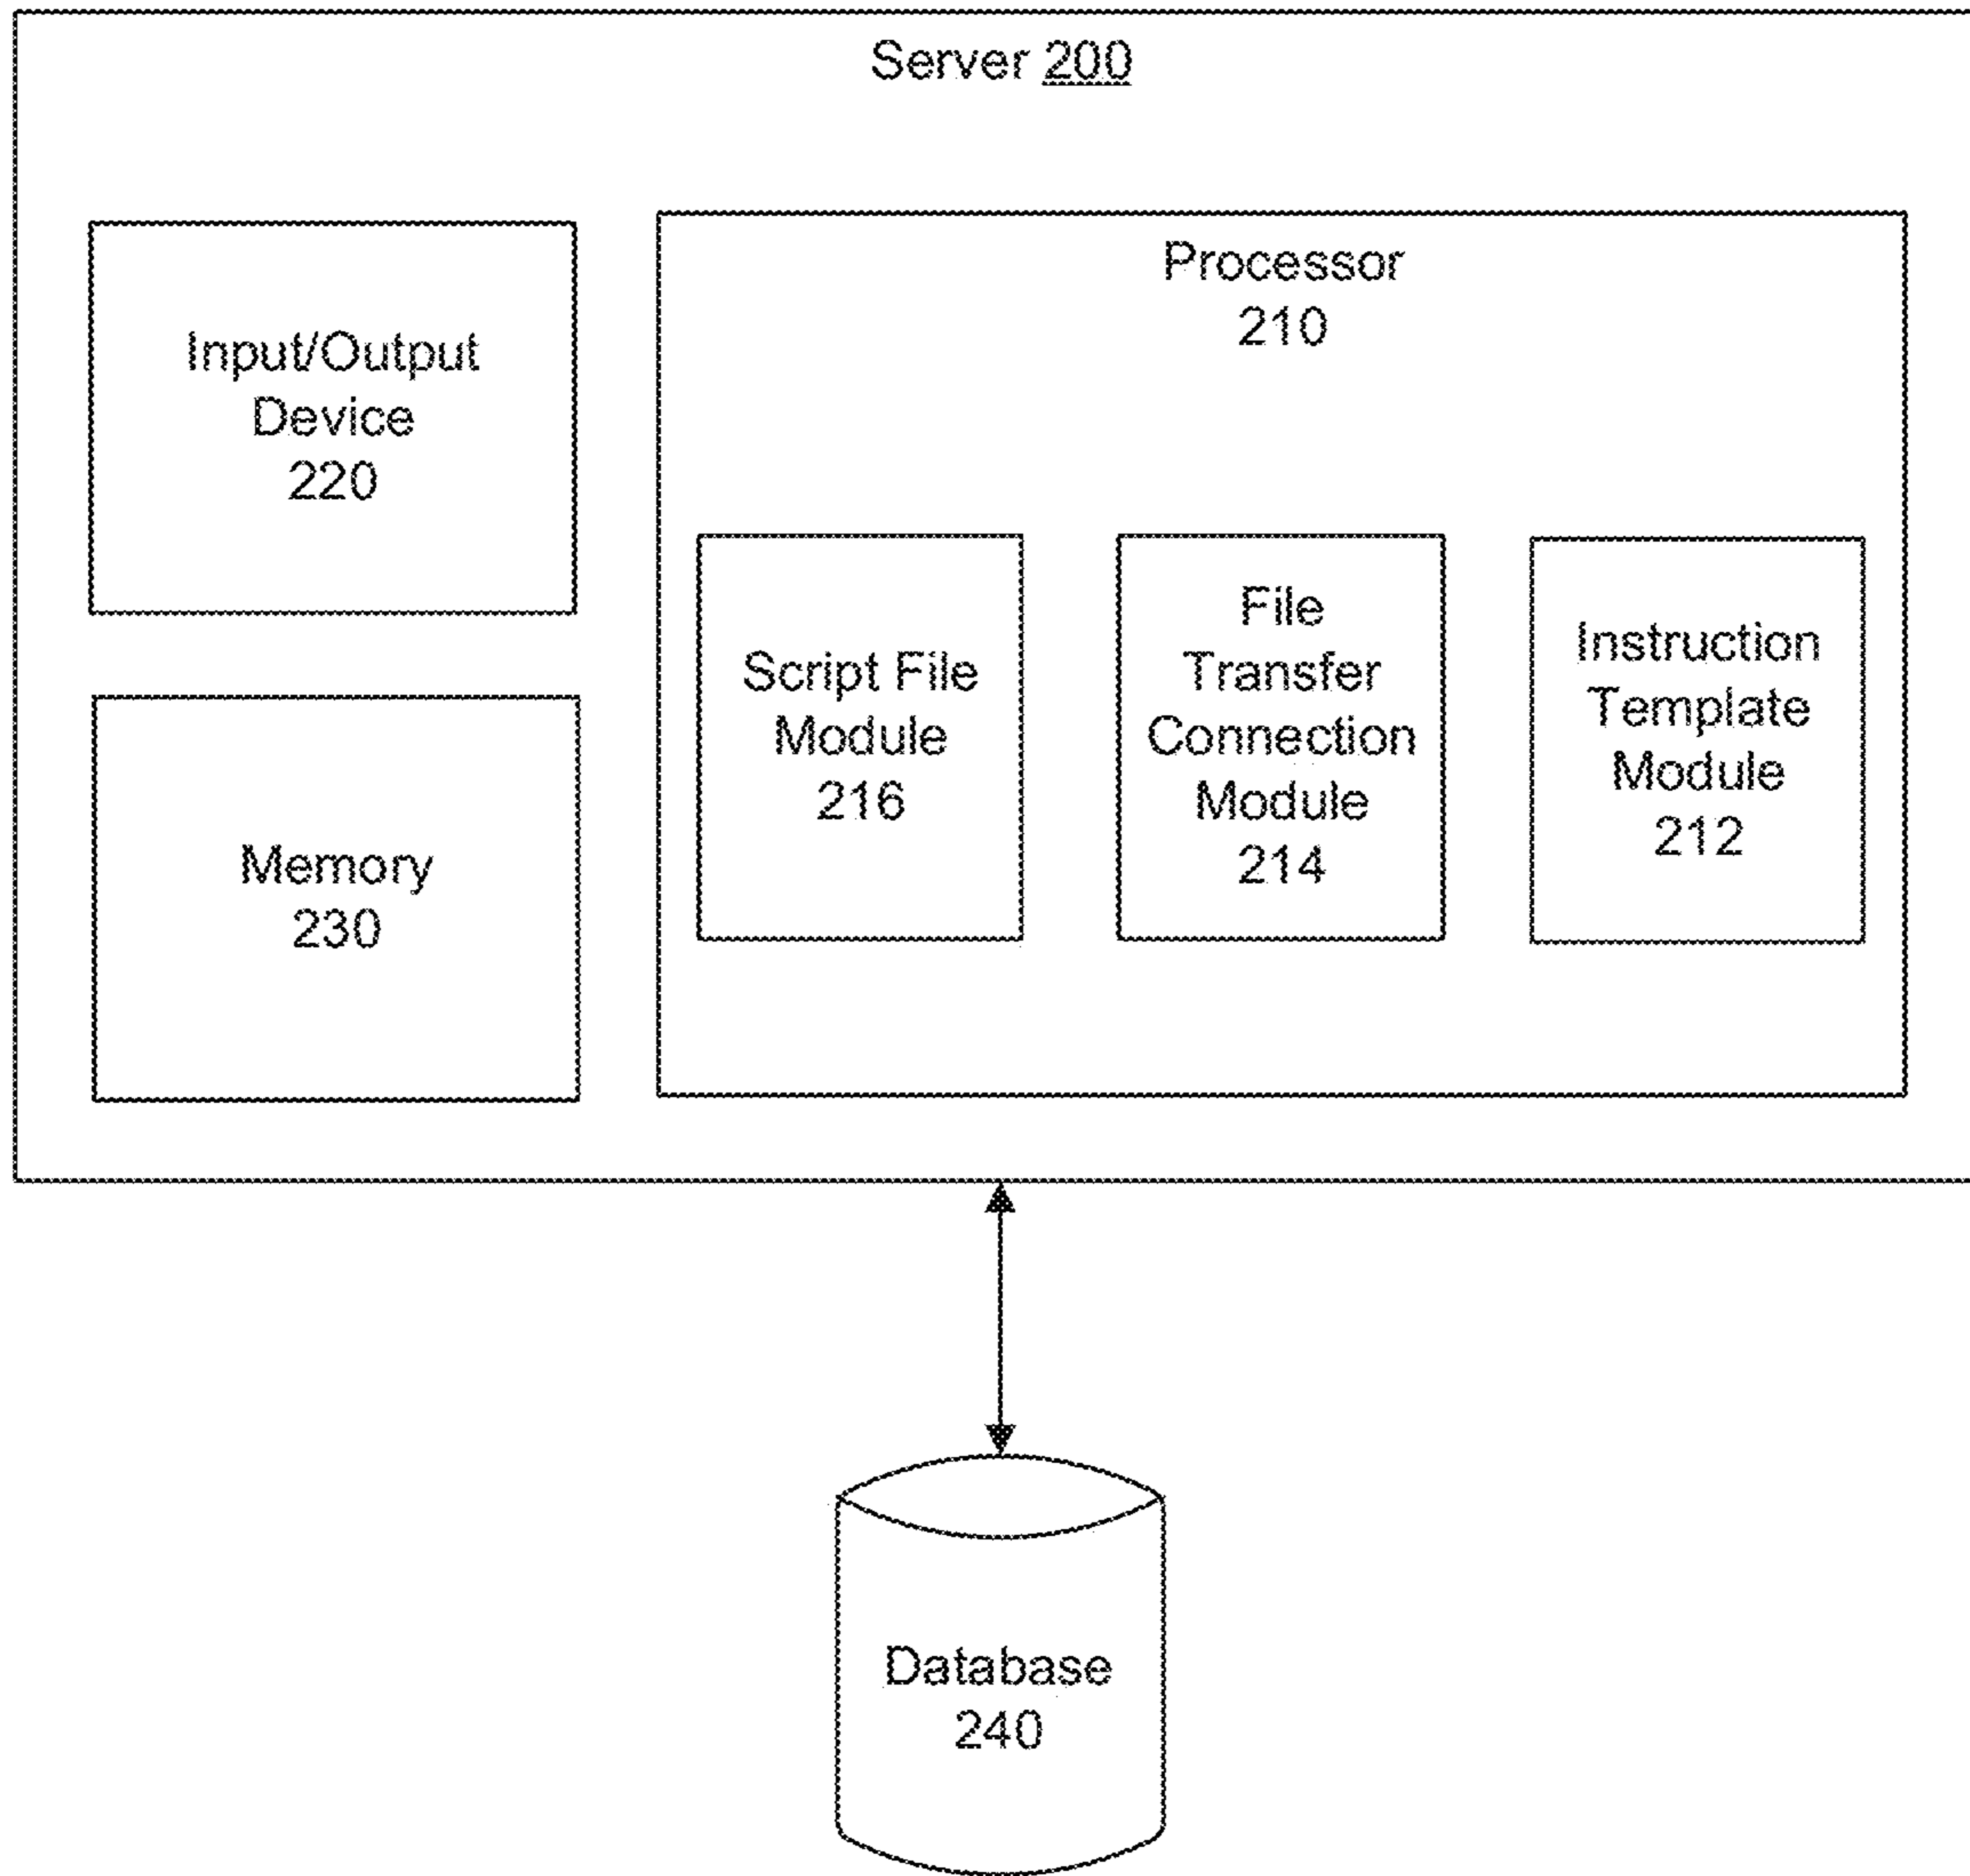 Server 200
Input/Output
Device
220
Memory
230
Processor
210
Script File
Module
216
File
Transfer
Connection
Module
214
Instruction
Template
Module
212
Database
240